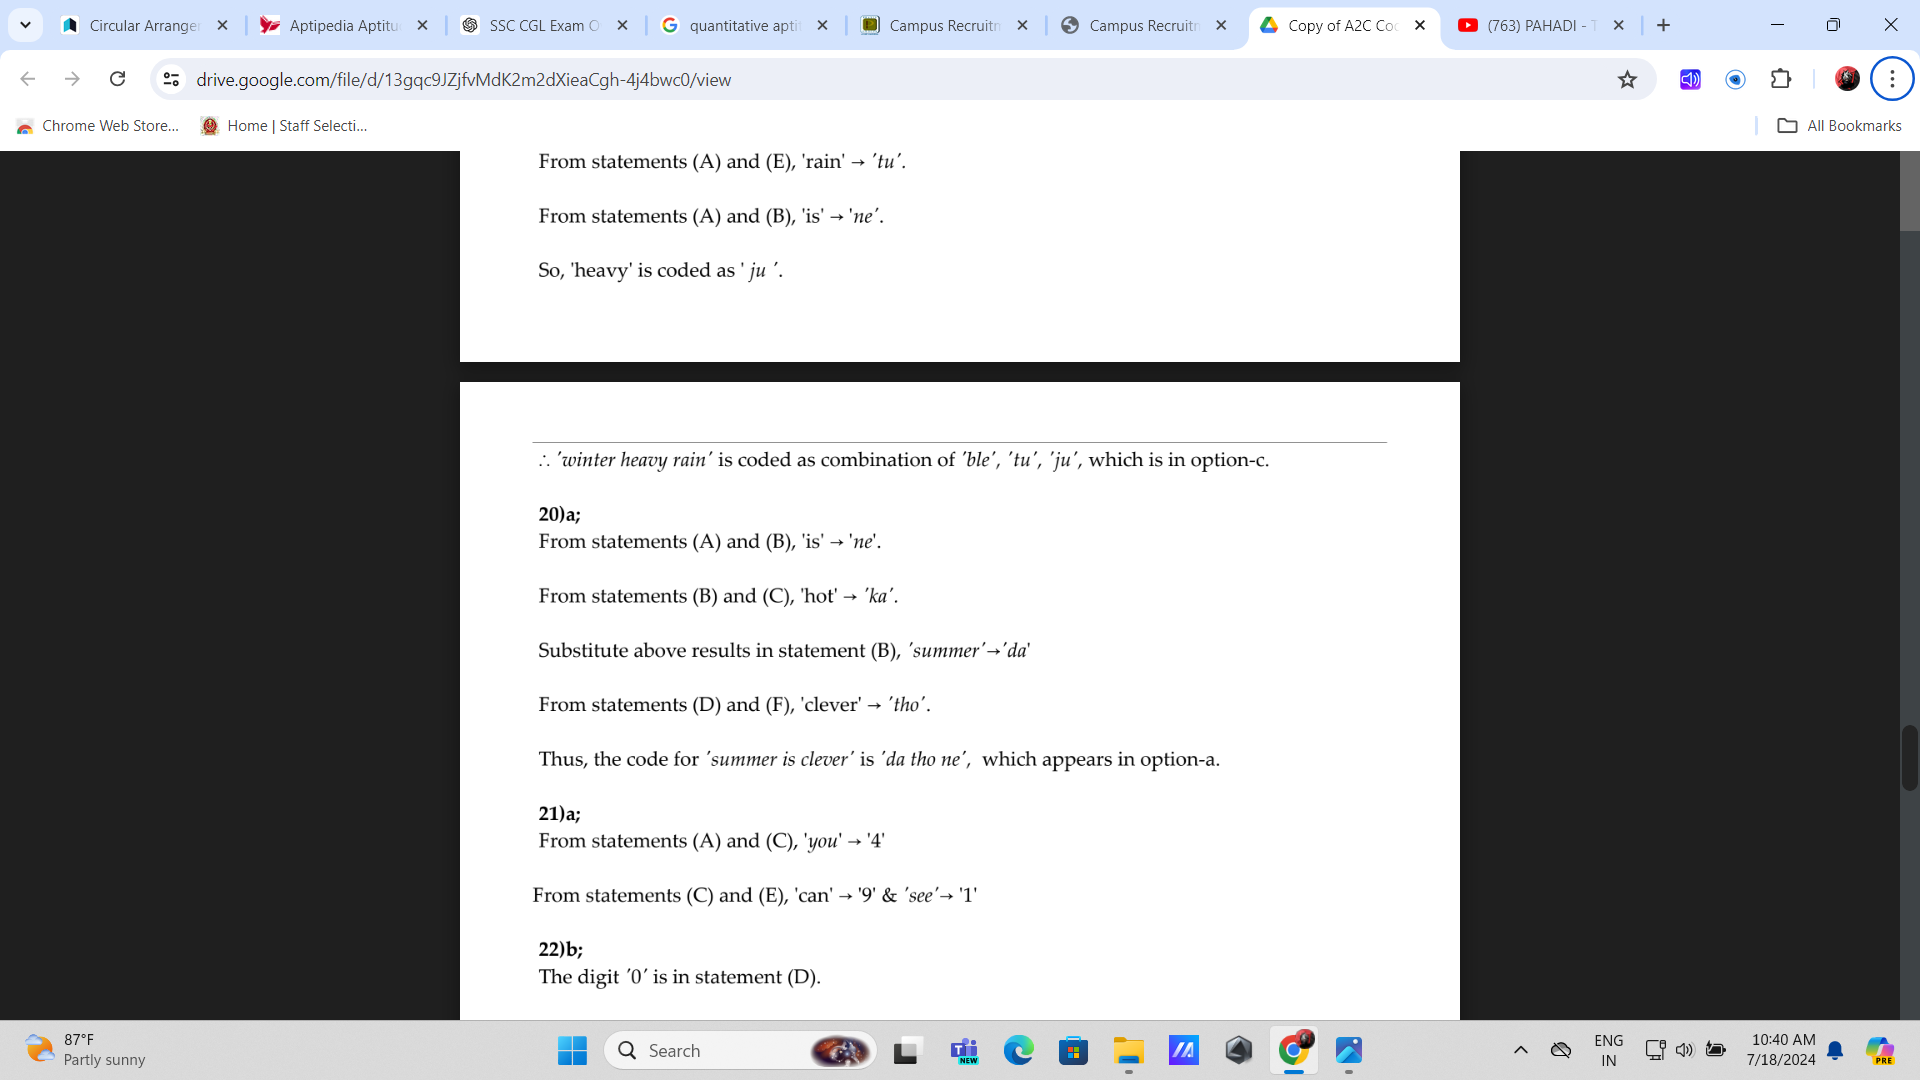 Circular Arranger
Aptipedia Aptitu
SSC CGL Exam O
quantitative apti
Campus Recruitn
Campus Recruitn
Copy of A2C Coc
(763) PAHADI - T
drive.google.com/file/d/13gqc9JZjfvMdK2m2dXieaCgh-4j4bwc0/view
Chrome Web Store...
Home | Staff Selecti...
All Bookmarks
From statements (A) and (E), 'rain' → 'tu'.
From statements (A) and (B), 'is' → 'ne'.
So, 'heavy' is coded as ' ju '.
∴ 'winter heavy rain' is coded as combination of 'ble', 'tu', 'ju', which is in option-c.
20)a;
From statements (A) and (B), 'is' → 'ne'.
From statements (B) and (C), 'hot' → 'ka'.
Substitute above results in statement (B), 'summer'→'da'
From statements (D) and (F), 'clever' → 'tho'.
Thus, the code for 'summer is clever' is 'da tho ne', which appears in option-a.
21)a;
From statements (A) and (C), 'you' → '4'
From statements (C) and (E), 'can' → '9' & 'see'→ '1'
22)b;
The digit '0' is in statement (D).
87°F
Partly sunny
Search
NEW
ENG
IN
10:40 AM
7/18/2024
PRE